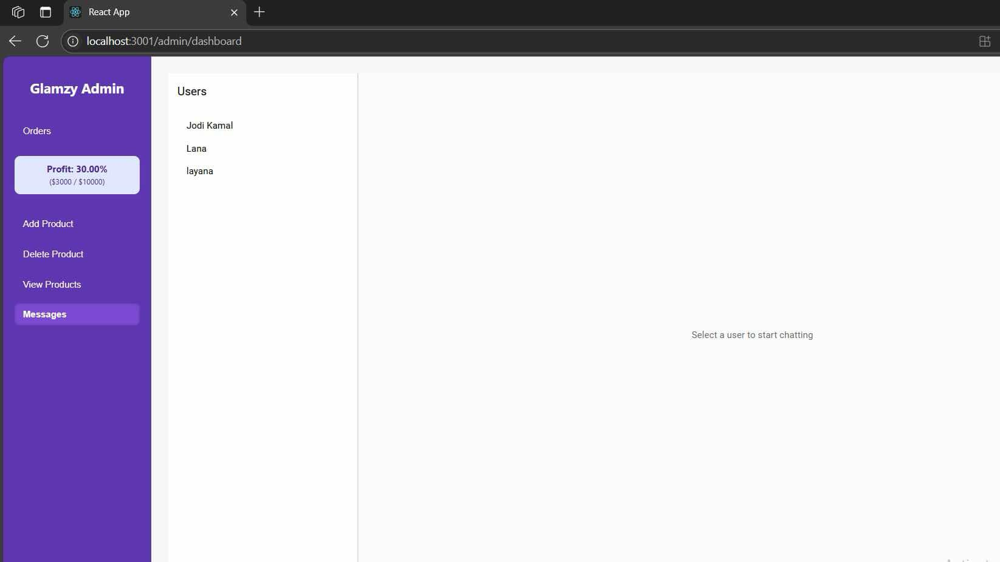 React App
localhost:3001/admin/dashboard
Glamzy Admin
Orders
Profit: 30.00%
($3000 / $10000)
Add Product
Delete Product
View Products
Messages
Users
Jodi Kamal
Lana
layana
Select a user to start chatting